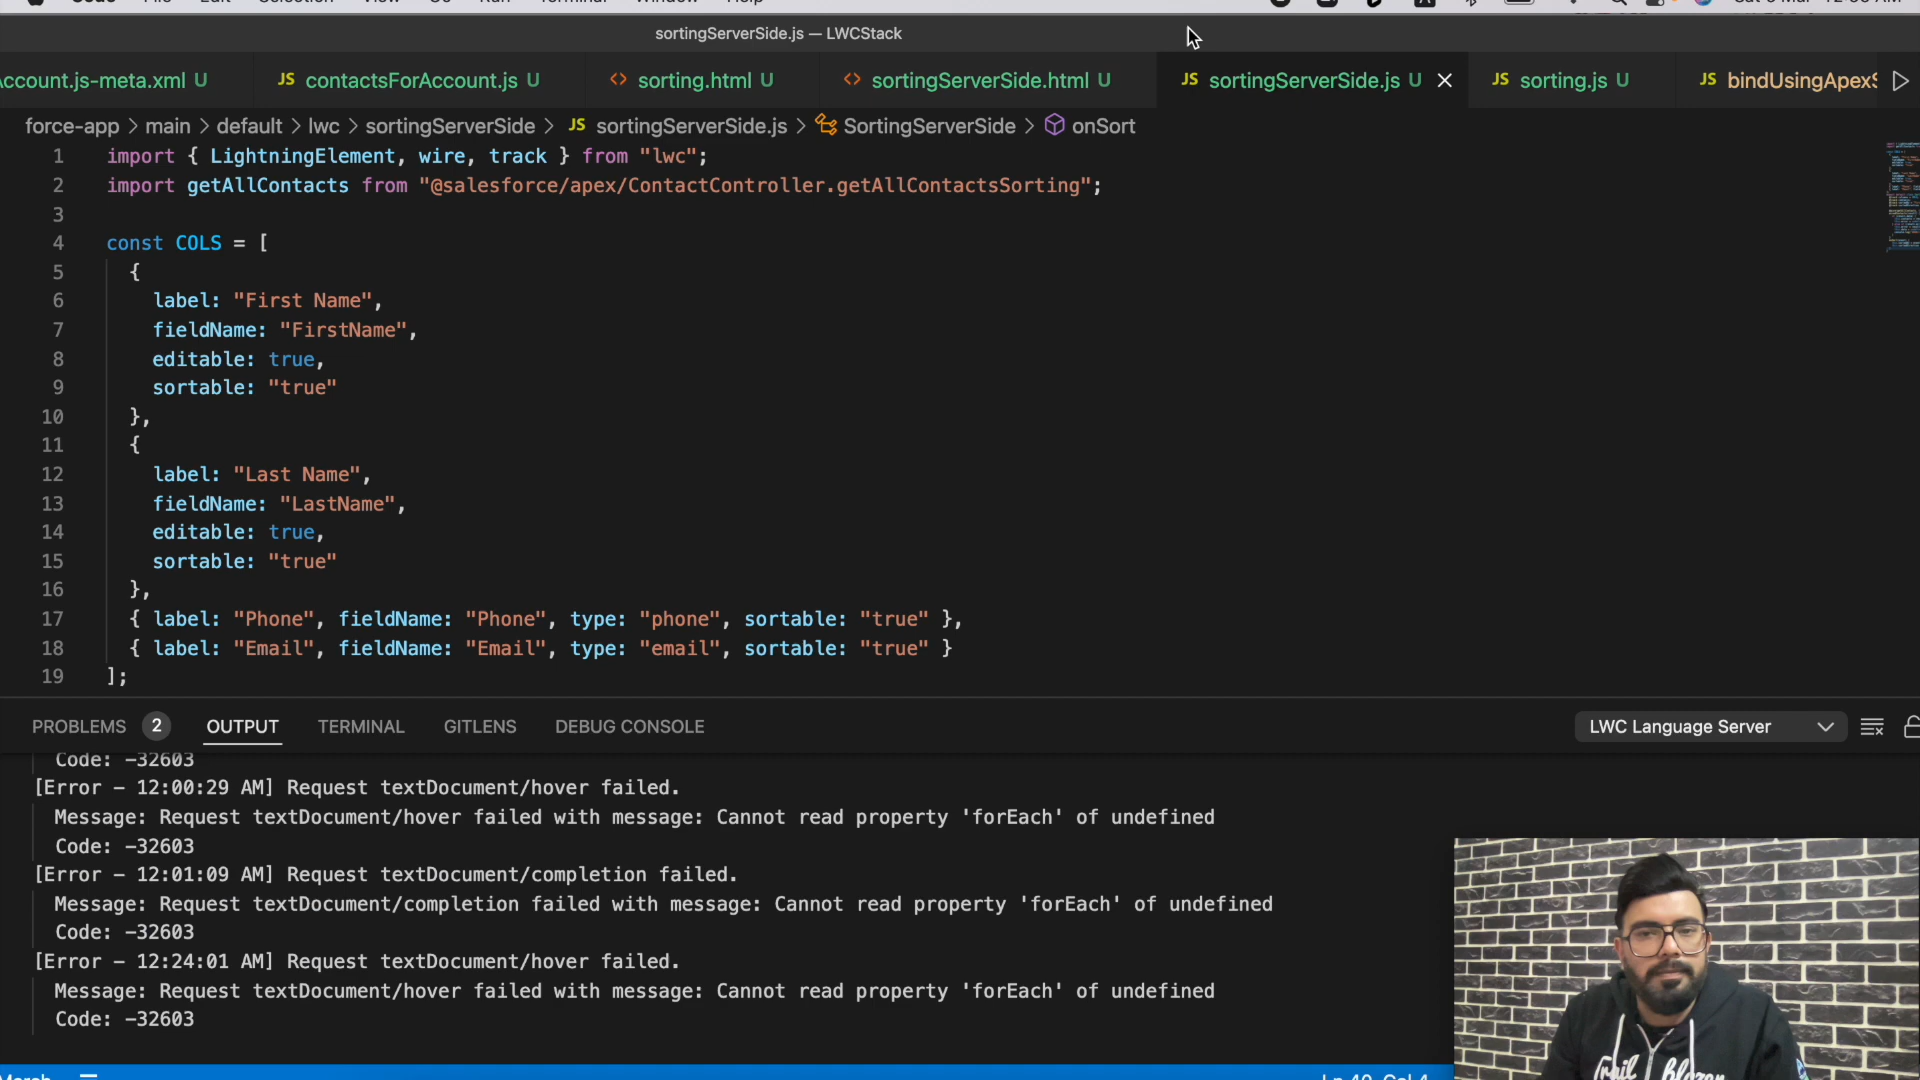 sortingServerSide.js — LWCStack
ccount.js-meta.xml U JS contactsForAccount.js U <> sorting.html U <> sortingServerSide.html U JS sortingServerSide.js U JS sorting.js U JS bindUsingApexS
force-app > main > default > lwc > sortingServerSide > JS sortingServerSide.js > SortingServerSide > onSort
1 import { LightningElement, wire, track } from "lwc";
2 import getAllContacts from "@salesforce/apex/ContactController.getAllContactsSorting";
3
4 const COLS = [
5 {
6 label: "First Name",
7 fieldName: "FirstName",
8 editable: true,
9 sortable: "true"
10 },
11 {
12 label: "Last Name",
13 fieldName: "LastName",
14 editable: true,
15 sortable: "true"
16 },
17 { label: "Phone", fieldName: "Phone", type: "phone", sortable: "true" },
18 { label: "Email", fieldName: "Email", type: "email", sortable: "true" }
19 ];
PROBLEMS 2 OUTPUT TERMINAL GITLENS DEBUG CONSOLE LWC Language Server
Code: -32603
[Error - 12:00:29 AM] Request textDocument/hover failed.
Message: Request textDocument/hover failed with message: Cannot read property 'forEach' of undefined
Code: -32603
[Error - 12:01:09 AM] Request textDocument/completion failed.
Message: Request textDocument/completion failed with message: Cannot read property 'forEach' of undefined
Code: -32603
[Error - 12:24:01 AM] Request textDocument/hover failed.
Message: Request textDocument/hover failed with message: Cannot read property 'forEach' of undefined
Code: -32603
Trail Blazer